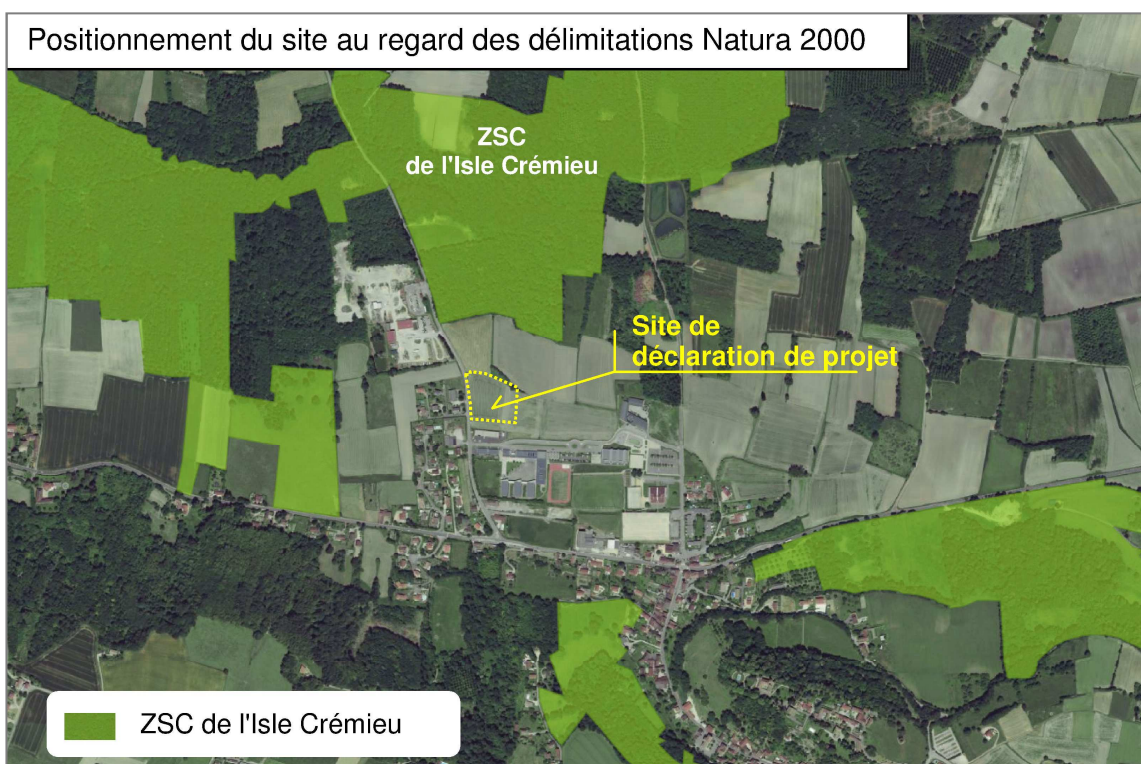 Positionnement du site au regard des délimitations Natura 2000
ZSC
de l'Isle Crémieu
Site de
déclaration de projet
ZSC de l'Isle Crémieu